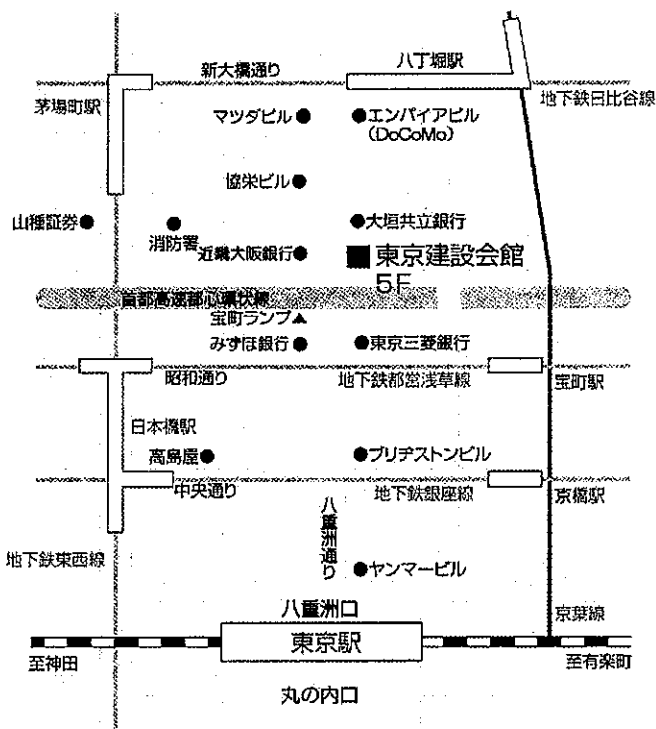 新大橋通り
八丁堀駅
茅場町駅
地下鉄日比谷線
マツダビル
エンパイアビル
(DoCoMo)
協栄ビル
山種証券
消防署
大垣共立銀行
近畿大阪銀行
東京建設会館
5F
首都高速都心環状線
宝町ランプ
みずほ銀行
東京三菱銀行
昭和通り
地下鉄都営浅草線
宝町駅
日本橋駅
高島屋
ブリヂストンビル
中央通り
地下鉄銀座線
京橋駅
八重洲通り
地下鉄東西線
ヤンマービル
八重洲口
京葉線
東京駅
至神田
至有楽町
丸の内口